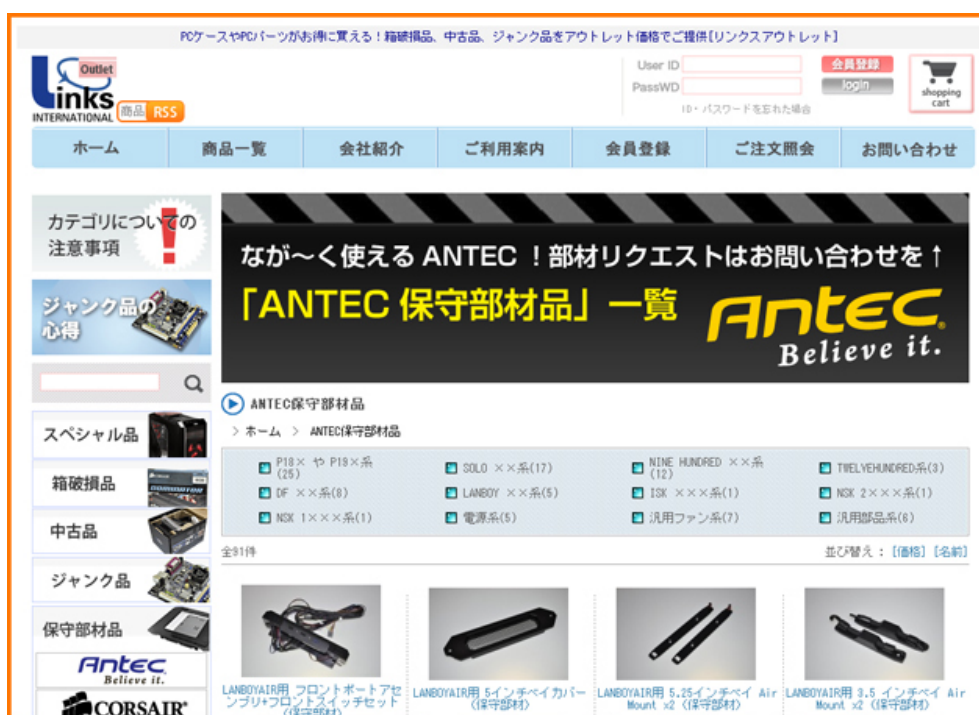 PCケースやPCパーツがお得に買える！箱破損品、中古品、ジャンク品をアウトレット価格でご提供【リンクスアウトレット】
Outlet
Links
INTERNATIONAL
商品 RSS
User ID
会員登録
PassWD
login
ID・パスワードを忘れた場合
shopping
cart
ホーム
商品一覧
会社紹介
ご利用案内
会員登録
ご注文照会
お問い合わせ
カテゴリについての
注意事項
ジャンク品の
心得
スペシャル品
箱破損品
中古品
ジャンク品
保守部材品
Antec
Believe it.
CORSAIR
なが〜く使える ANTEC ！部材リクエストはお問い合わせを↑
「ANTEC 保守部材品」一覧
Antec
Believe it.
ANTEC保守部材品
> ホーム > ANTEC保守部材品
P18× や P19×系
(25)
SOLO ××系(17)
NINE HUNDRED ××系
(12)
TWELVEHUNDRED系(3)
DF ××系(8)
LANBOY ××系(5)
ISK ×××系(1)
NSK 2×××系(1)
NSK 1×××系(1)
電源系(5)
汎用ファン系(7)
汎用部品系(6)
全91件
並び替え：[価格] [名前]
LANBOYAIR用 フロントポートアセ
ンブリ+フロントスイッチセット
〈保守部材〉
LANBOYAIR用 5インチベイカバー
〈保守部材〉
LANBOYAIR用 5.25インチベイ Air
Mount x2〈保守部材〉
LANBOYAIR用 3.5 インチベイ Air
Mount x2〈保守部材〉